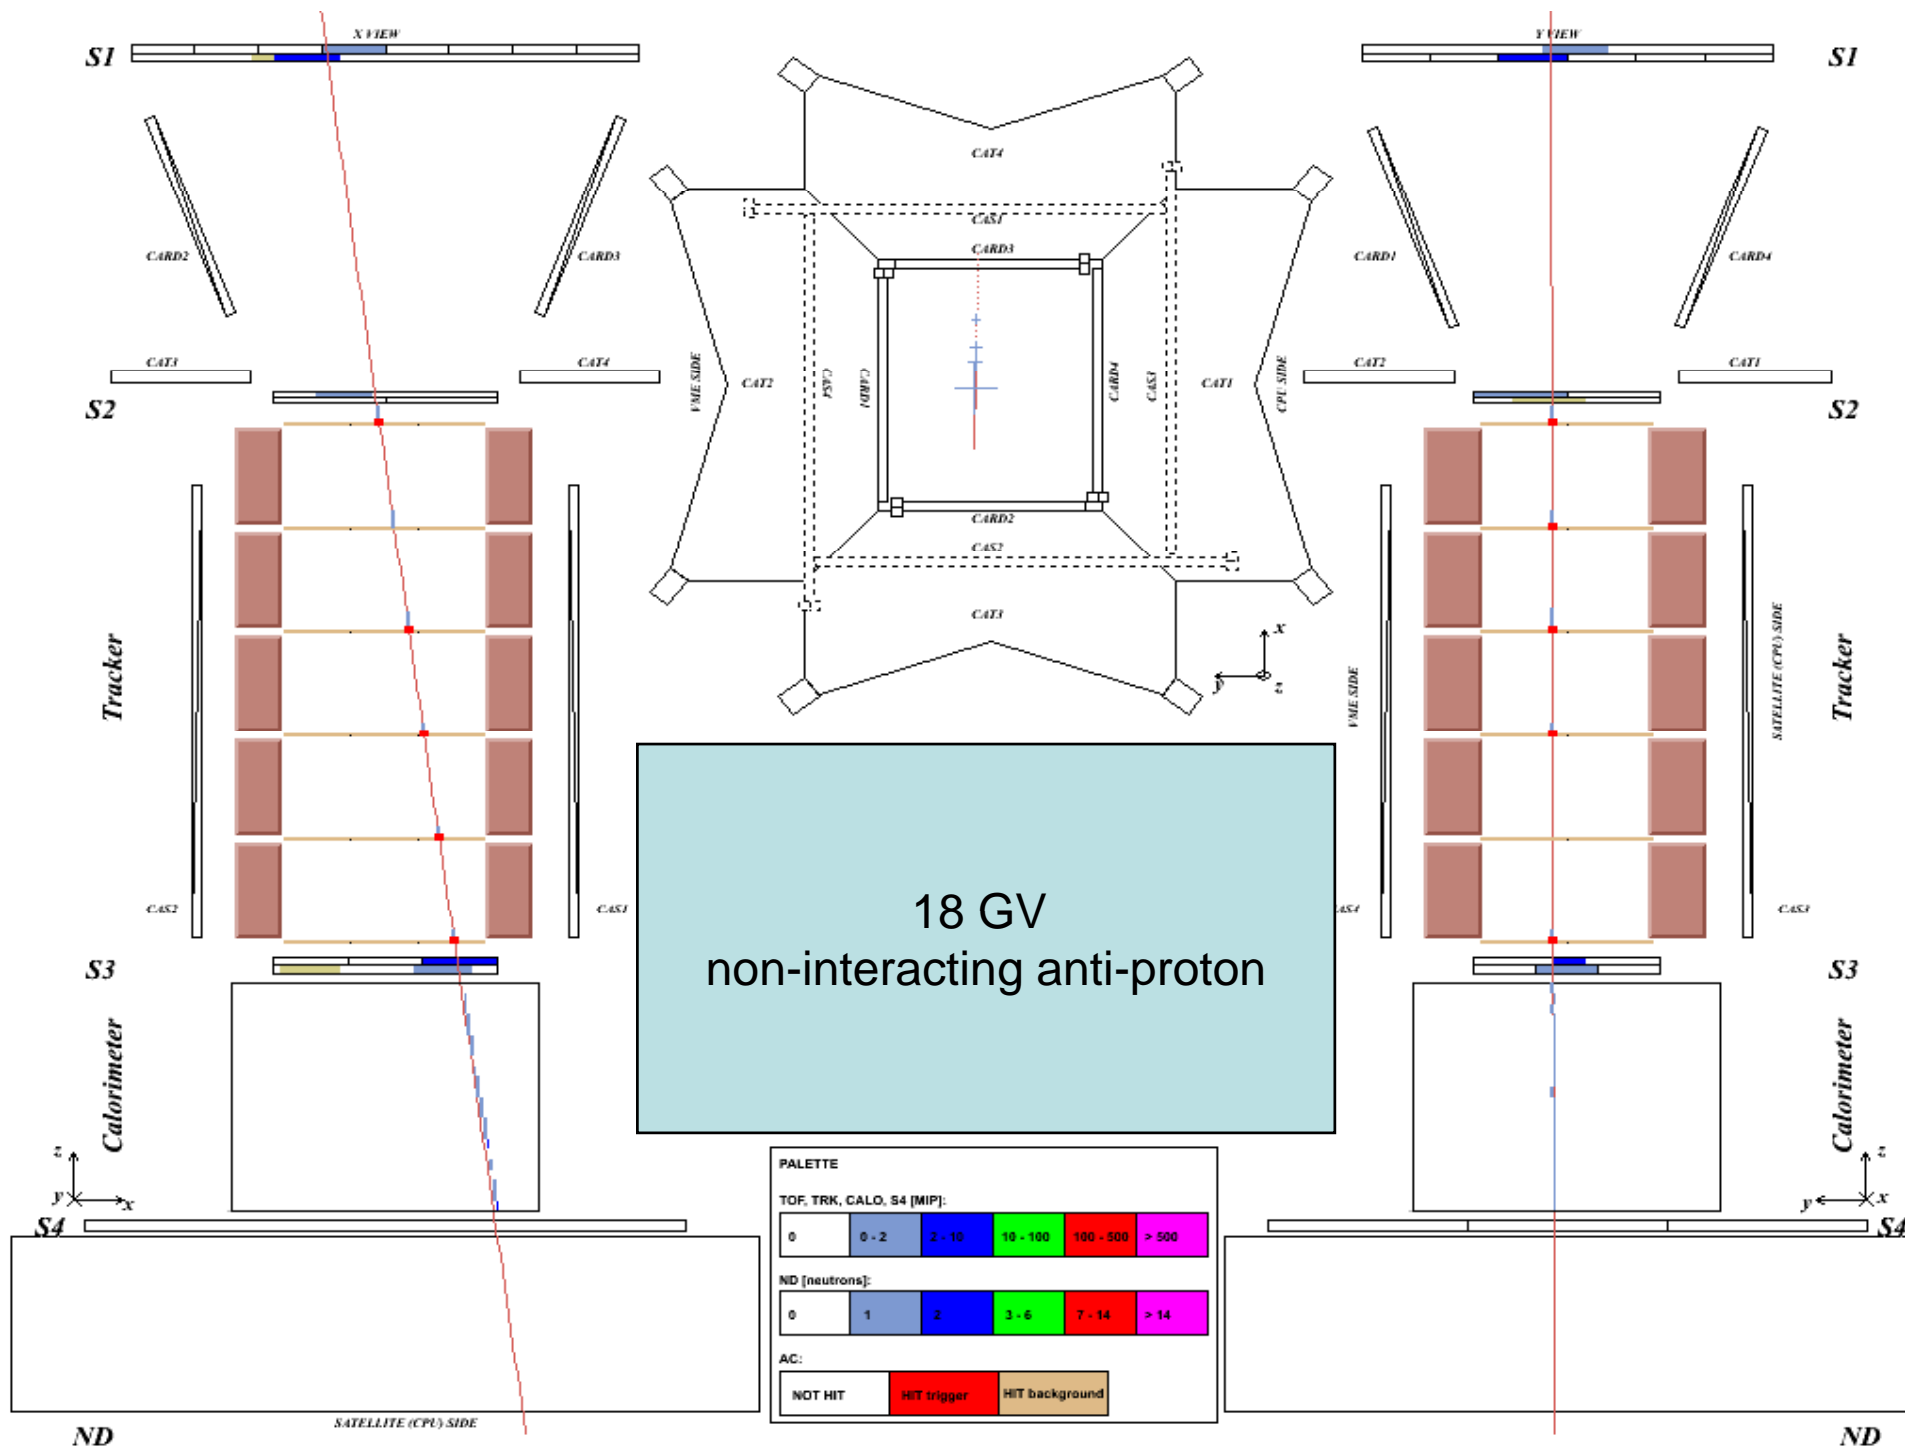 X VIEW
S1
CARD2
CARD3
CAT3
CAT4
S2
Tracker
CAS2
CAS1
S3
Calorimeter
z
y
x
S4
SATELLITE (CPU) SIDE
ND
CAT4
CAS1
CARD3
VME SIDE
CAT2
CAS4
CARD1
CARD4
CAS3
CAT1
CPU SIDE
CARD2
CAS2
CAT3
x
y
z
18 GV
non-interacting anti-proton
PALETTE
TOF, TRK, CALO, S4 [MIP]:
0 0 - 2 2 - 10 10 - 100 100 - 500 > 500
ND [neutrons]:
0 1 2 3 - 6 7 - 14 > 14
AC:
NOT HIT HIT trigger HIT background
Y VIEW
S1
CARD1
CARD4
CAT2
CAT1
S2
VME SIDE
SATELLITE (CPU) SIDE
Tracker
CAS4
CAS3
S3
Calorimeter
z
y
x
S4
ND